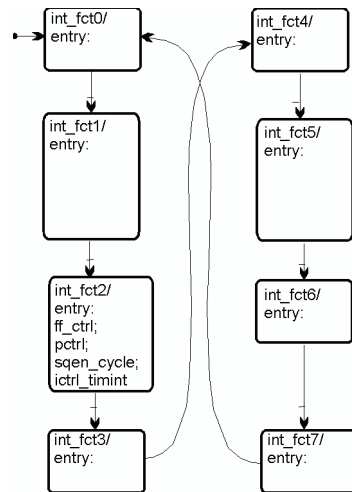 int_fct0/
entry:
int_fct1/
entry:
int_fct2/
entry:
ff_ctrl;
pctrl;
sqen_cycle;
ictrl_timint
int_fct3/
entry:
int_fct4/
entry:
int_fct5/
entry:
int_fct6/
entry:
int_fct7/
entry: